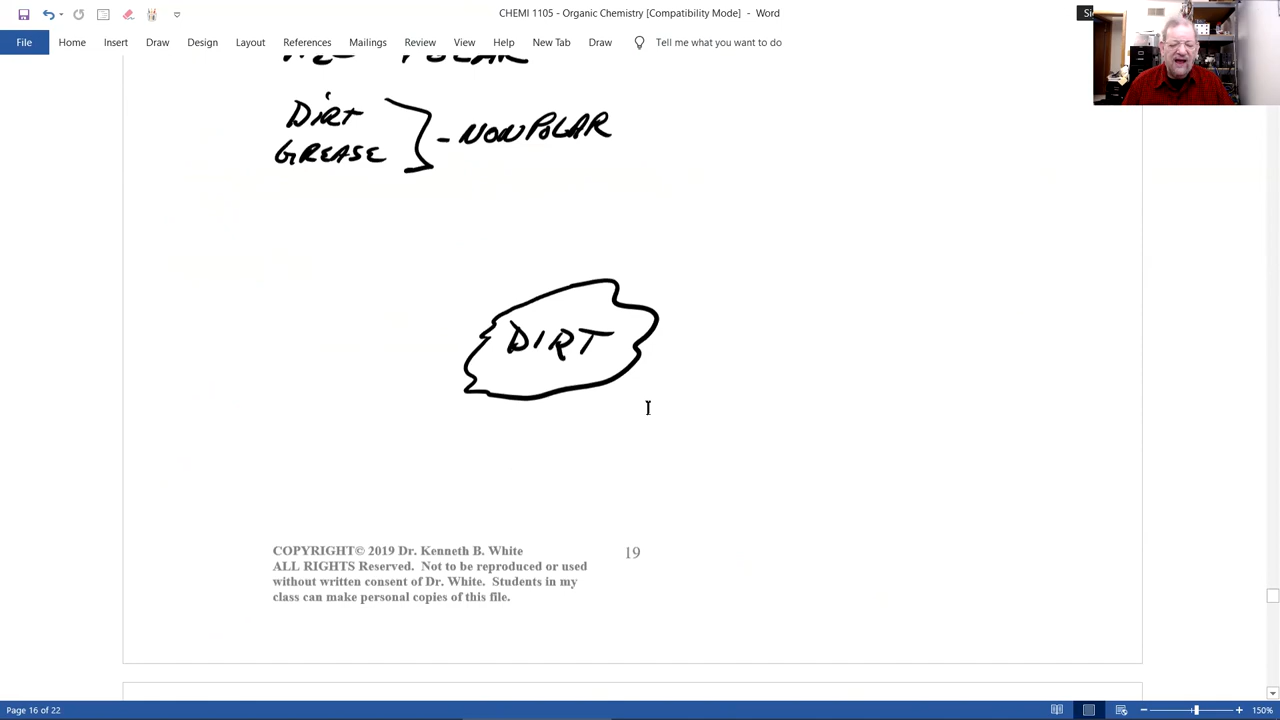 CHEMI 1105 - Organic Chemistry [Compatibility Mode] - Word
File Home Insert Draw Design Layout References Mailings Review View Help New Tab Draw Tell me what you want to do
POLAR
Dirt
GREASE
- NONPOLAR
DIRT
COPYRIGHT© 2019 Dr. Kenneth B. White
19
ALL RIGHTS Reserved. Not to be reproduced or used
without written consent of Dr. White. Students in my
class can make personal copies of this file.
Page 16 of 22
150%